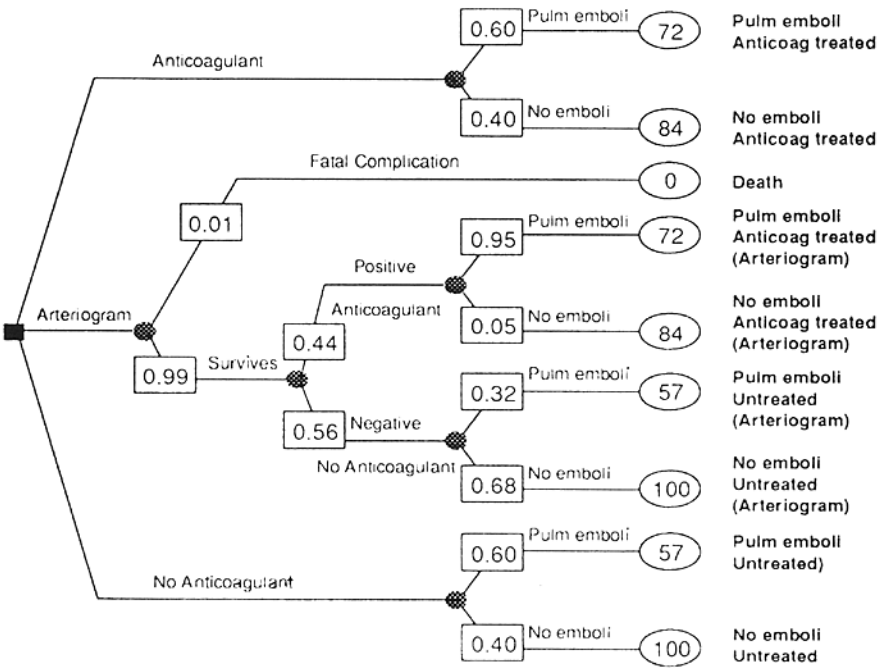 0.60
Pulm emboli
72
Pulm emboli
Anticoag treated
Anticoagulant
0.40
No emboli
84
No emboli
Anticoag treated
Fatal Complication
0
Death
0.01
0.95
Pulm emboli
72
Pulm emboli
Anticoag treated
(Arteriogram)
Positive
Anticoagulant
0.05
No emboli
84
No emboli
Anticoag treated
(Arteriogram)
Arteriogram
0.44
0.99
Survives
0.32
Pulm emboli
57
Pulm emboli
Untreated
(Arteriogram)
0.56
Negative
No Anticoagulant
0.68
No emboli
100
No emboli
Untreated
(Arteriogram)
0.60
Pulm emboli
57
Pulm emboli
Untreated)
No Anticoagulant
0.40
No emboli
100
No emboli
Untreated